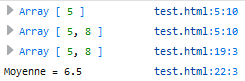 Array [ 5 ] test.html:5:10
Array [ 5, 8 ] test.html:5:10
Array [ 5, 8 ] test.html:19:3
Moyenne = 6.5 test.html:22:3